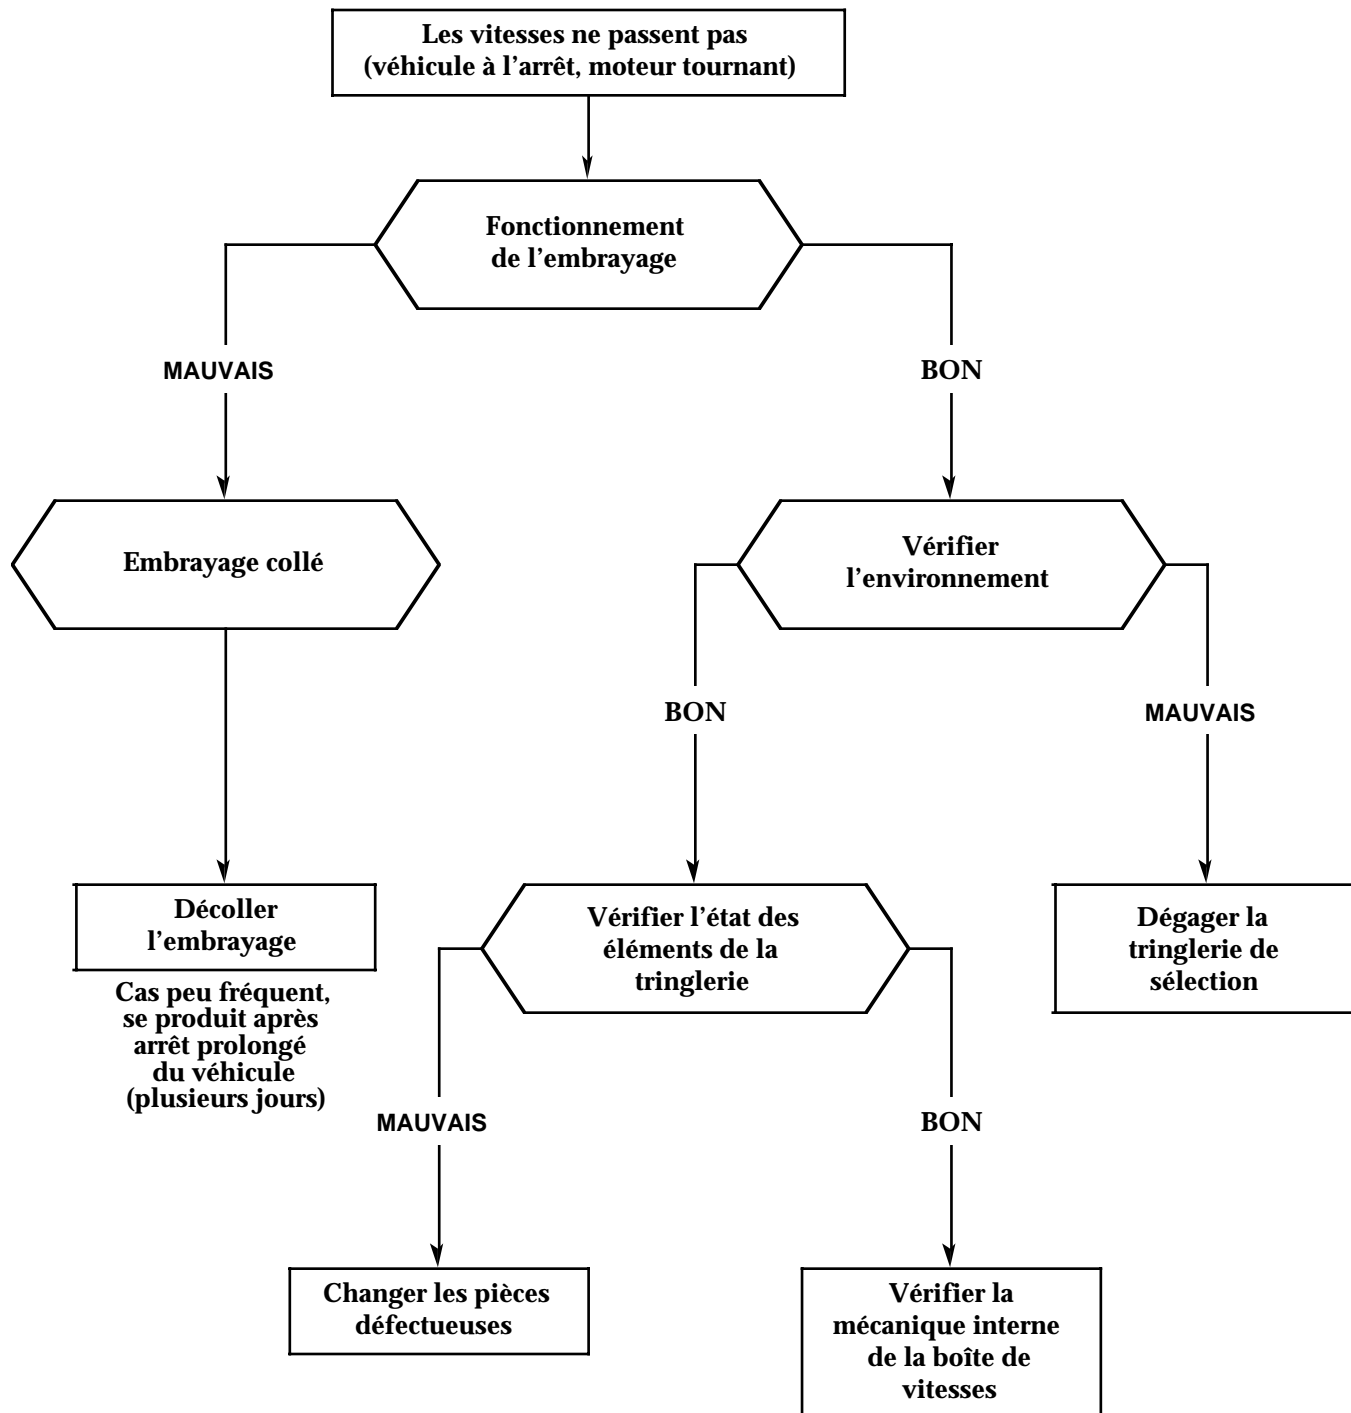 Les vitesses ne passent pas
(véhicule à l’arrêt, moteur tournant)
Fonctionnement
de l’embrayage
MAUVAIS
BON
Embrayage collé
Vérifier
l’environnement
BON
MAUVAIS
Décoller
l’embrayage
Cas peu fréquent,
se produit après
arrêt prolongé
du véhicule
(plusieurs jours)
Vérifier l’état des
éléments de la
tringlerie
Dégager la
tringlerie de
sélection
MAUVAIS
BON
Changer les pièces
défectueuses
Vérifier la
mécanique interne
de la boîte de
vitesses